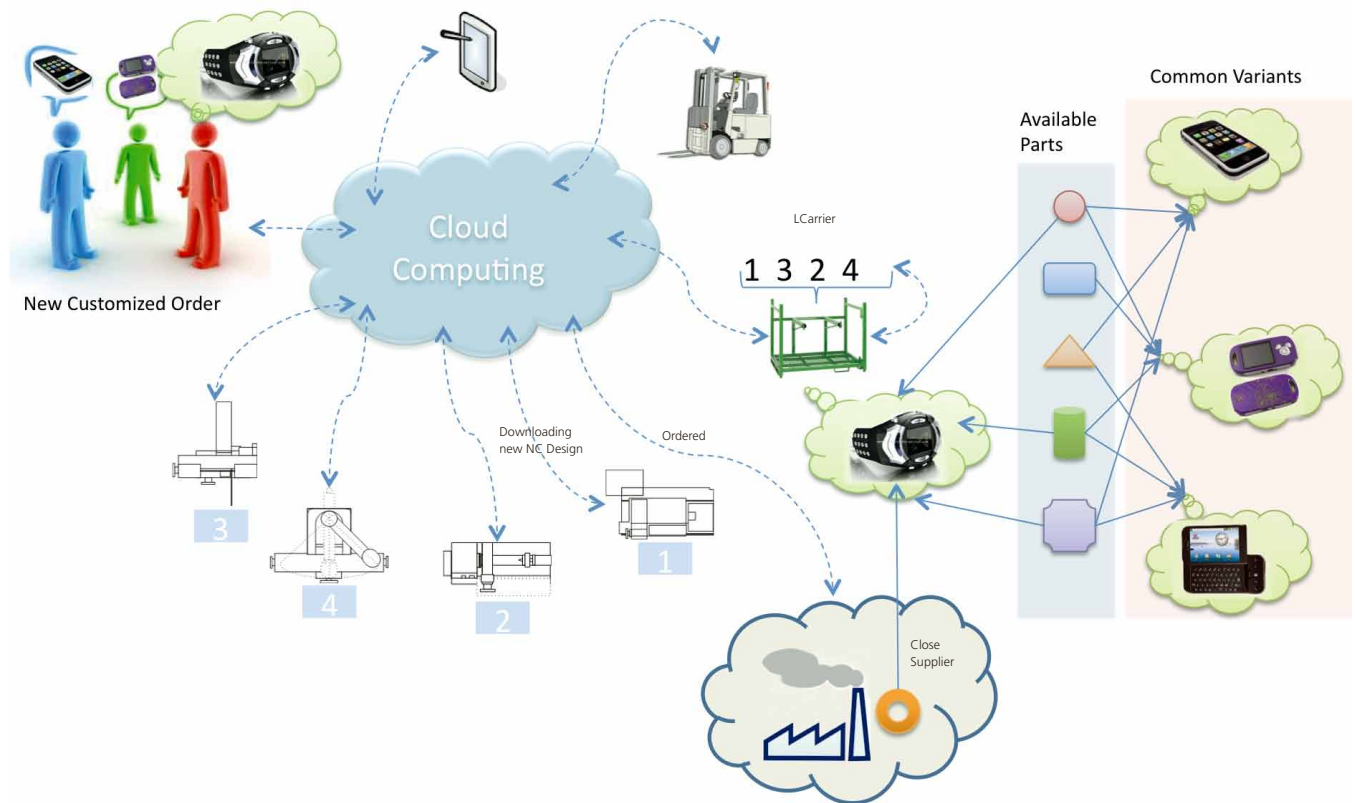 Common Variants
Available
Parts
Cloud
Computing
LCarrier
1 3 2 4
New Customized Order
Downloading
new NC Design
Ordered
3
4
2
1
Close
Supplier